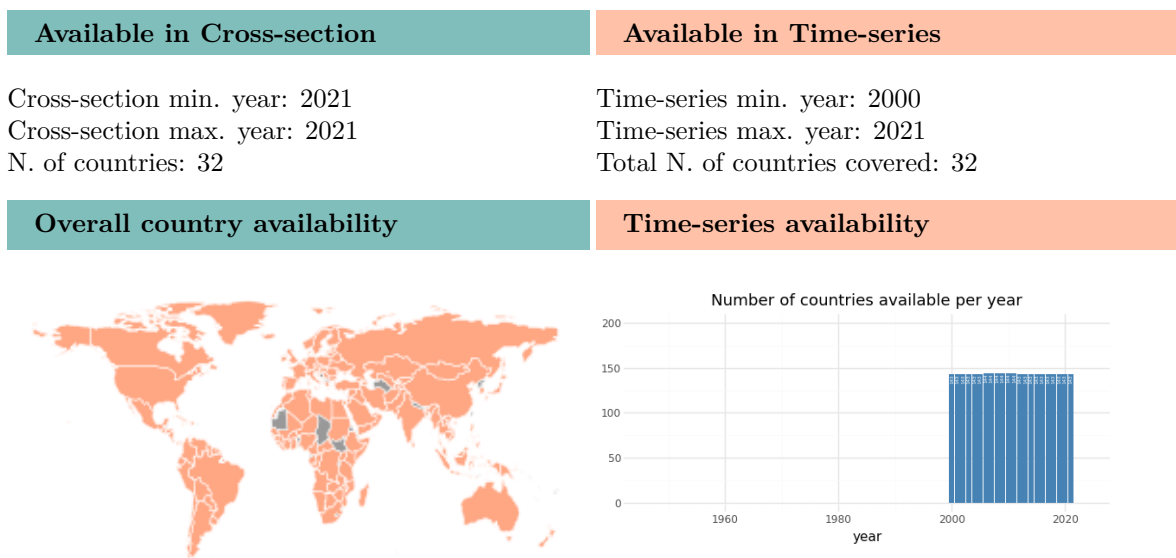 Available in Cross-section
Available in Time-series
Cross-section min. year: 2021
Cross-section max. year: 2021
N. of countries: 32
Time-series min. year: 2000
Time-series max. year: 2021
Total N. of countries covered: 32
Overall country availability
Time-series availability
Number of countries available per year
200
150
100
50
0
1960
1980
2000
2020
year